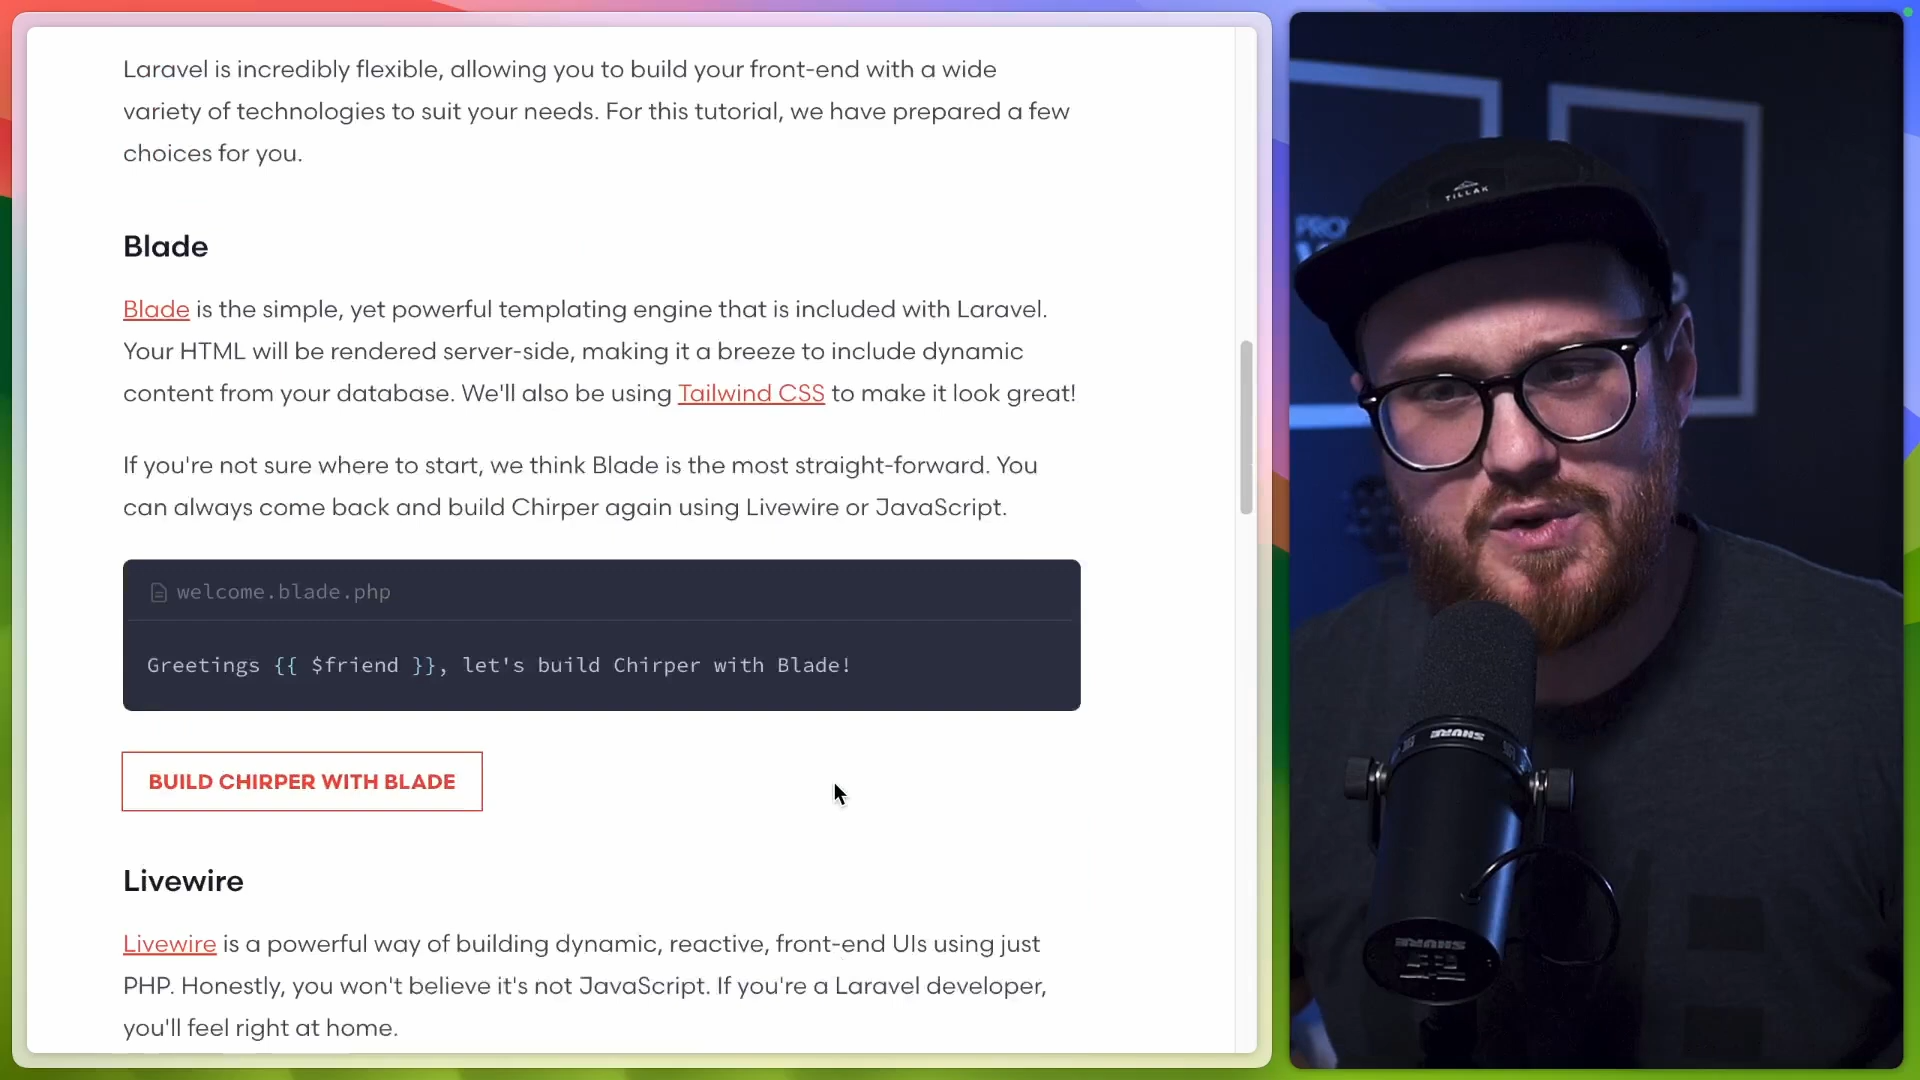 Laravel is incredibly flexible, allowing you to build your front-end with a wide
variety of technologies to suit your needs. For this tutorial, we have prepared a few
choices for you.
Blade
Blade is the simple, yet powerful templating engine that is included with Laravel.
Your HTML will be rendered server-side, making it a breeze to include dynamic
content from your database. We'll also be using Tailwind CSS to make it look great!
If you're not sure where to start, we think Blade is the most straight-forward. You
can always come back and build Chirper again using Livewire or JavaScript.
welcome.blade.php
Greetings {{ $friend }}, let's build Chirper with Blade!
BUILD CHIRPER WITH BLADE
Livewire
Livewire is a powerful way of building dynamic, reactive, front-end UIs using just
PHP. Honestly, you won't believe it's not JavaScript. If you're a Laravel developer,
you'll feel right at home.
TILLAK
SHURE
SHURE